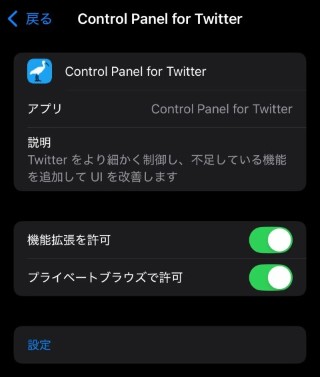 戻る
Control Panel for Twitter
Control Panel for Twitter
アプリ Control Panel for Twitter
説明
Twitter をより細かく制御し、不足している機能
を追加して UI を改善します
機能拡張を許可
プライベートブラウズで許可
設定